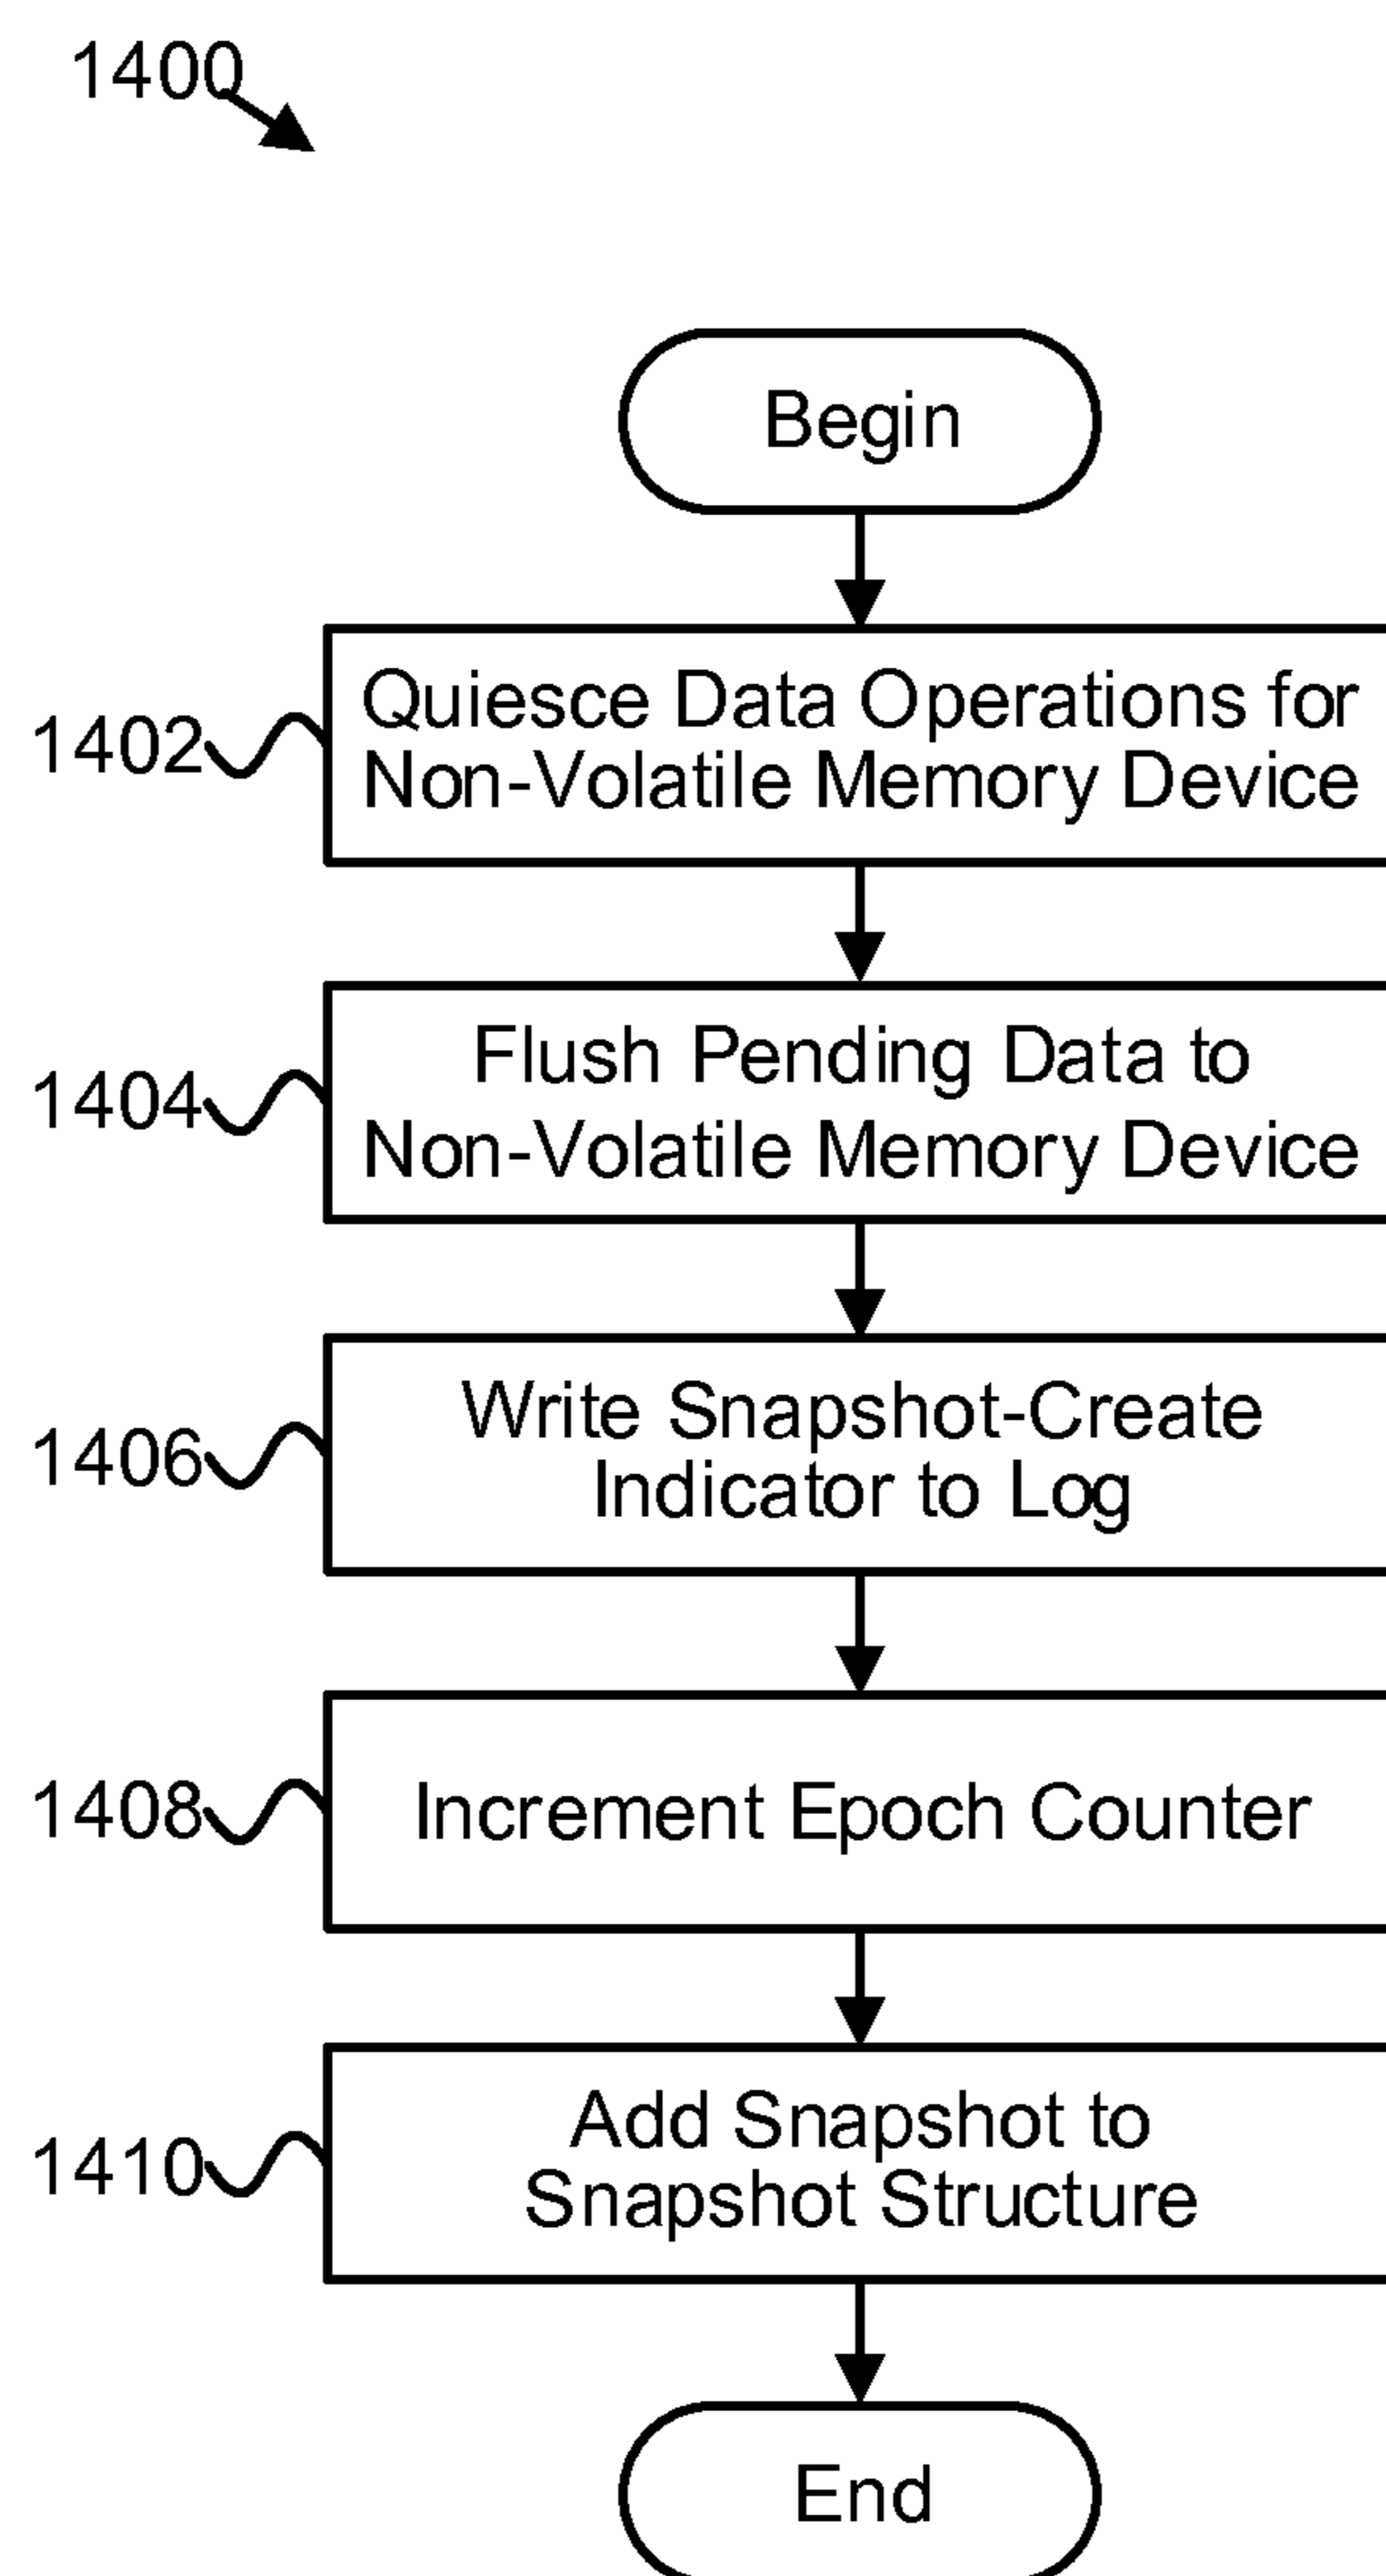 1400
Begin
1402
Quiesce Data Operations for
Non-Volatile Memory Device
1404
Flush Pending Data to
Non-Volatile Memory Device
1406
Write Snapshot-Create
Indicator to Log
1408
Increment Epoch Counter
1410
Add Snapshot to
Snapshot Structure
End